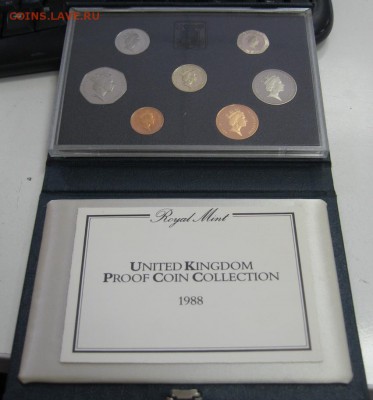 COINS.LAVE.RU
Royal Mint
UNITED KINGDOM
PROOF COIN COLLECTION
1988